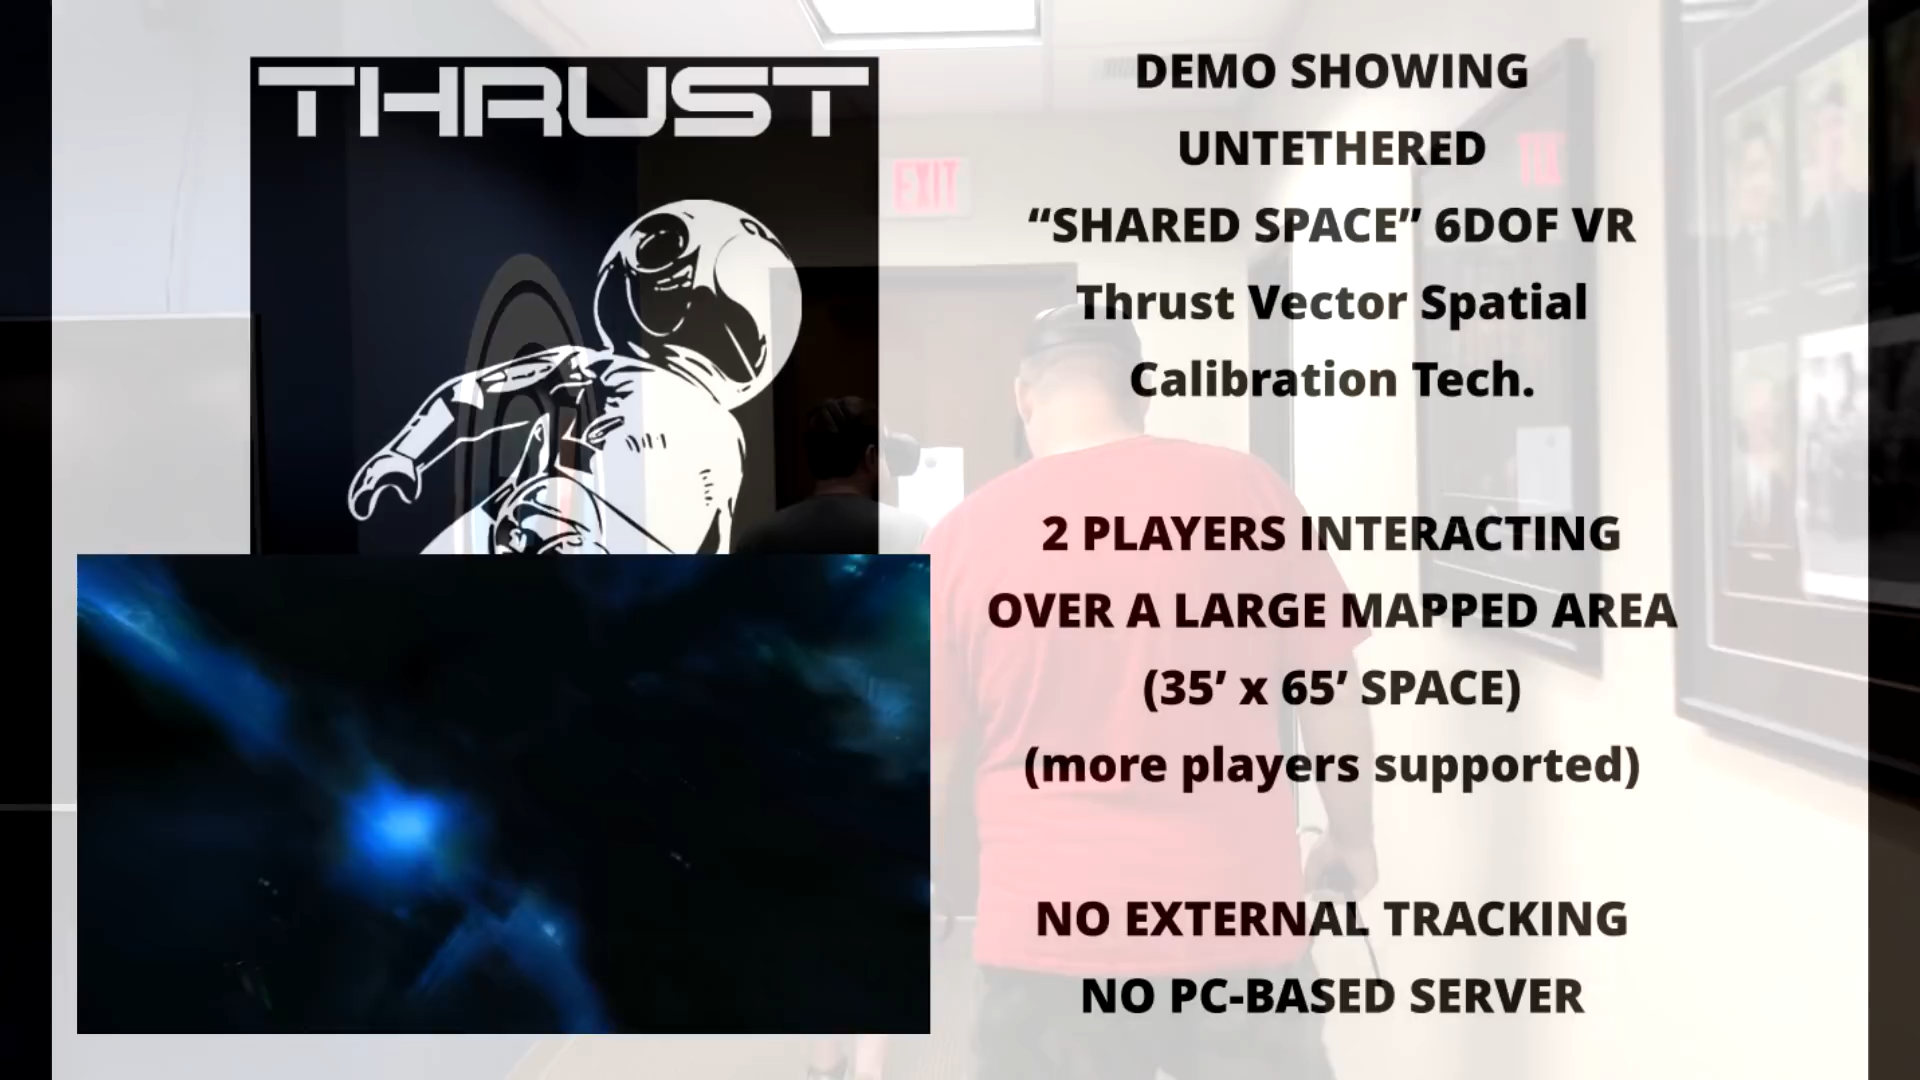 THRUST
EXIT
DEMO SHOWING
UNTETHERED
“SHARED SPACE” 6DOF VR
Thrust Vector Spatial
Calibration Tech.
2 PLAYERS INTERACTING
OVER A LARGE MAPPED AREA
(35’ x 65’ SPACE)
(more players supported)
NO EXTERNAL TRACKING
NO PC-BASED SERVER